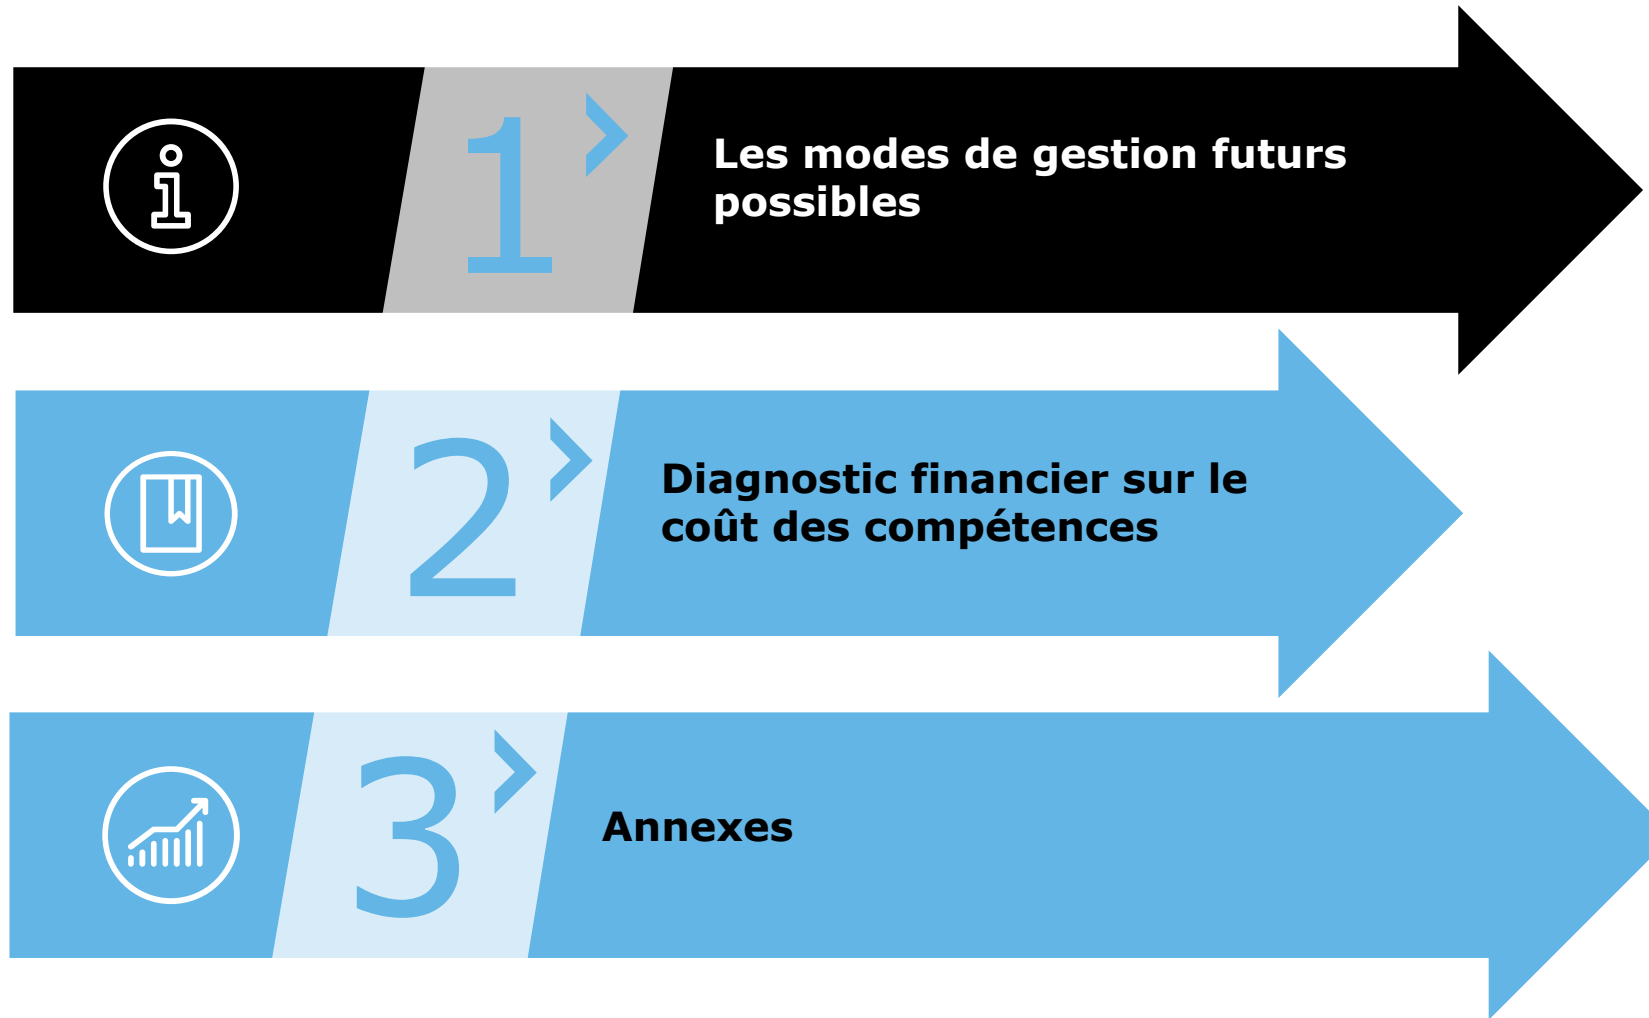 1
Les modes de gestion futurs
possibles
2
Diagnostic financier sur le
coût des compétences
3
Annexes